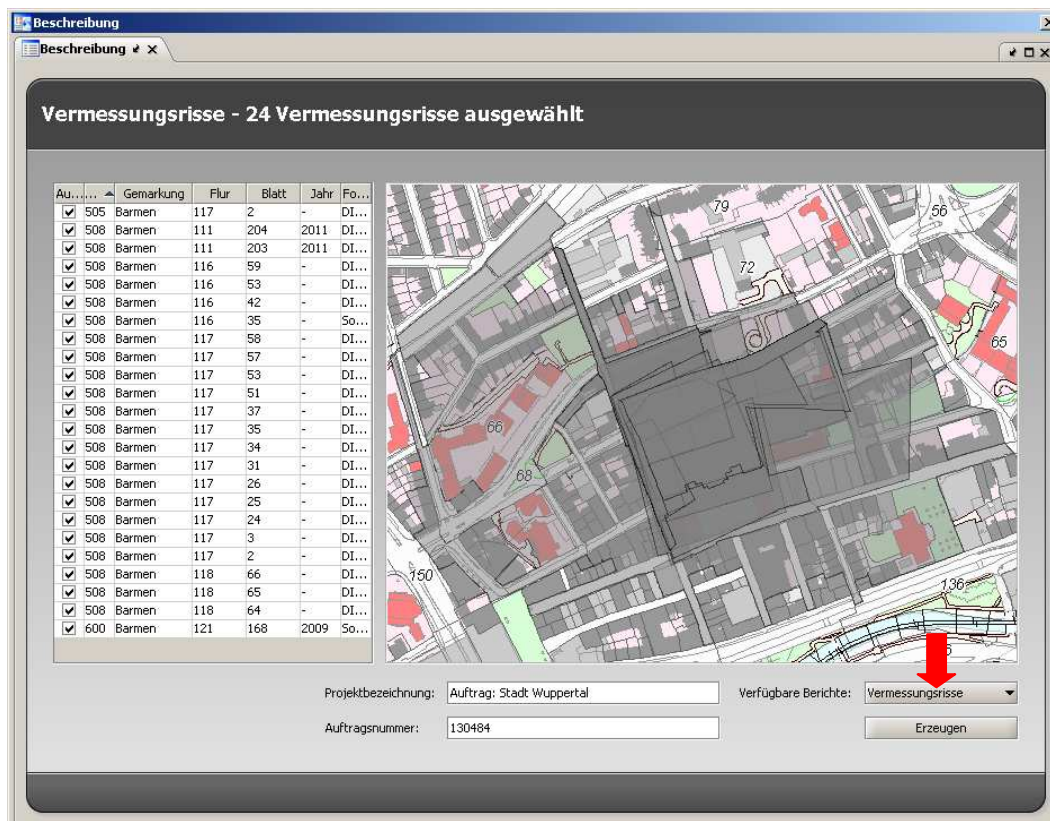 Beschreibung
Beschreibung
Vermessungsrisse - 24 Vermessungsrisse ausgewählt
Au... ... Gemarkung Flur Blatt Jahr Fo...
505 Barmen 117 2 - DI...
508 Barmen 111 204 2011 DI...
508 Barmen 111 203 2011 DI...
508 Barmen 116 59 - DI...
508 Barmen 116 53 - DI...
508 Barmen 116 42 - DI...
508 Barmen 116 35 - So...
508 Barmen 117 58 - DI...
508 Barmen 117 57 - DI...
508 Barmen 117 53 - DI...
508 Barmen 117 51 - DI...
508 Barmen 117 37 - DI...
508 Barmen 117 35 - DI...
508 Barmen 117 34 - DI...
508 Barmen 117 31 - DI...
508 Barmen 117 26 - DI...
508 Barmen 117 25 - DI...
508 Barmen 117 24 - DI...
508 Barmen 117 3 - DI...
508 Barmen 117 2 - DI...
508 Barmen 118 66 - DI...
508 Barmen 118 65 - DI...
508 Barmen 118 64 - DI...
600 Barmen 121 168 2009 So...
79
56
72
65
66
68
150
136
Projektbezeichnung: Auftrag: Stadt Wuppertal Verfügbare Berichte: Vermessungsrisse
Auftragsnummer: 130484 Erzeugen